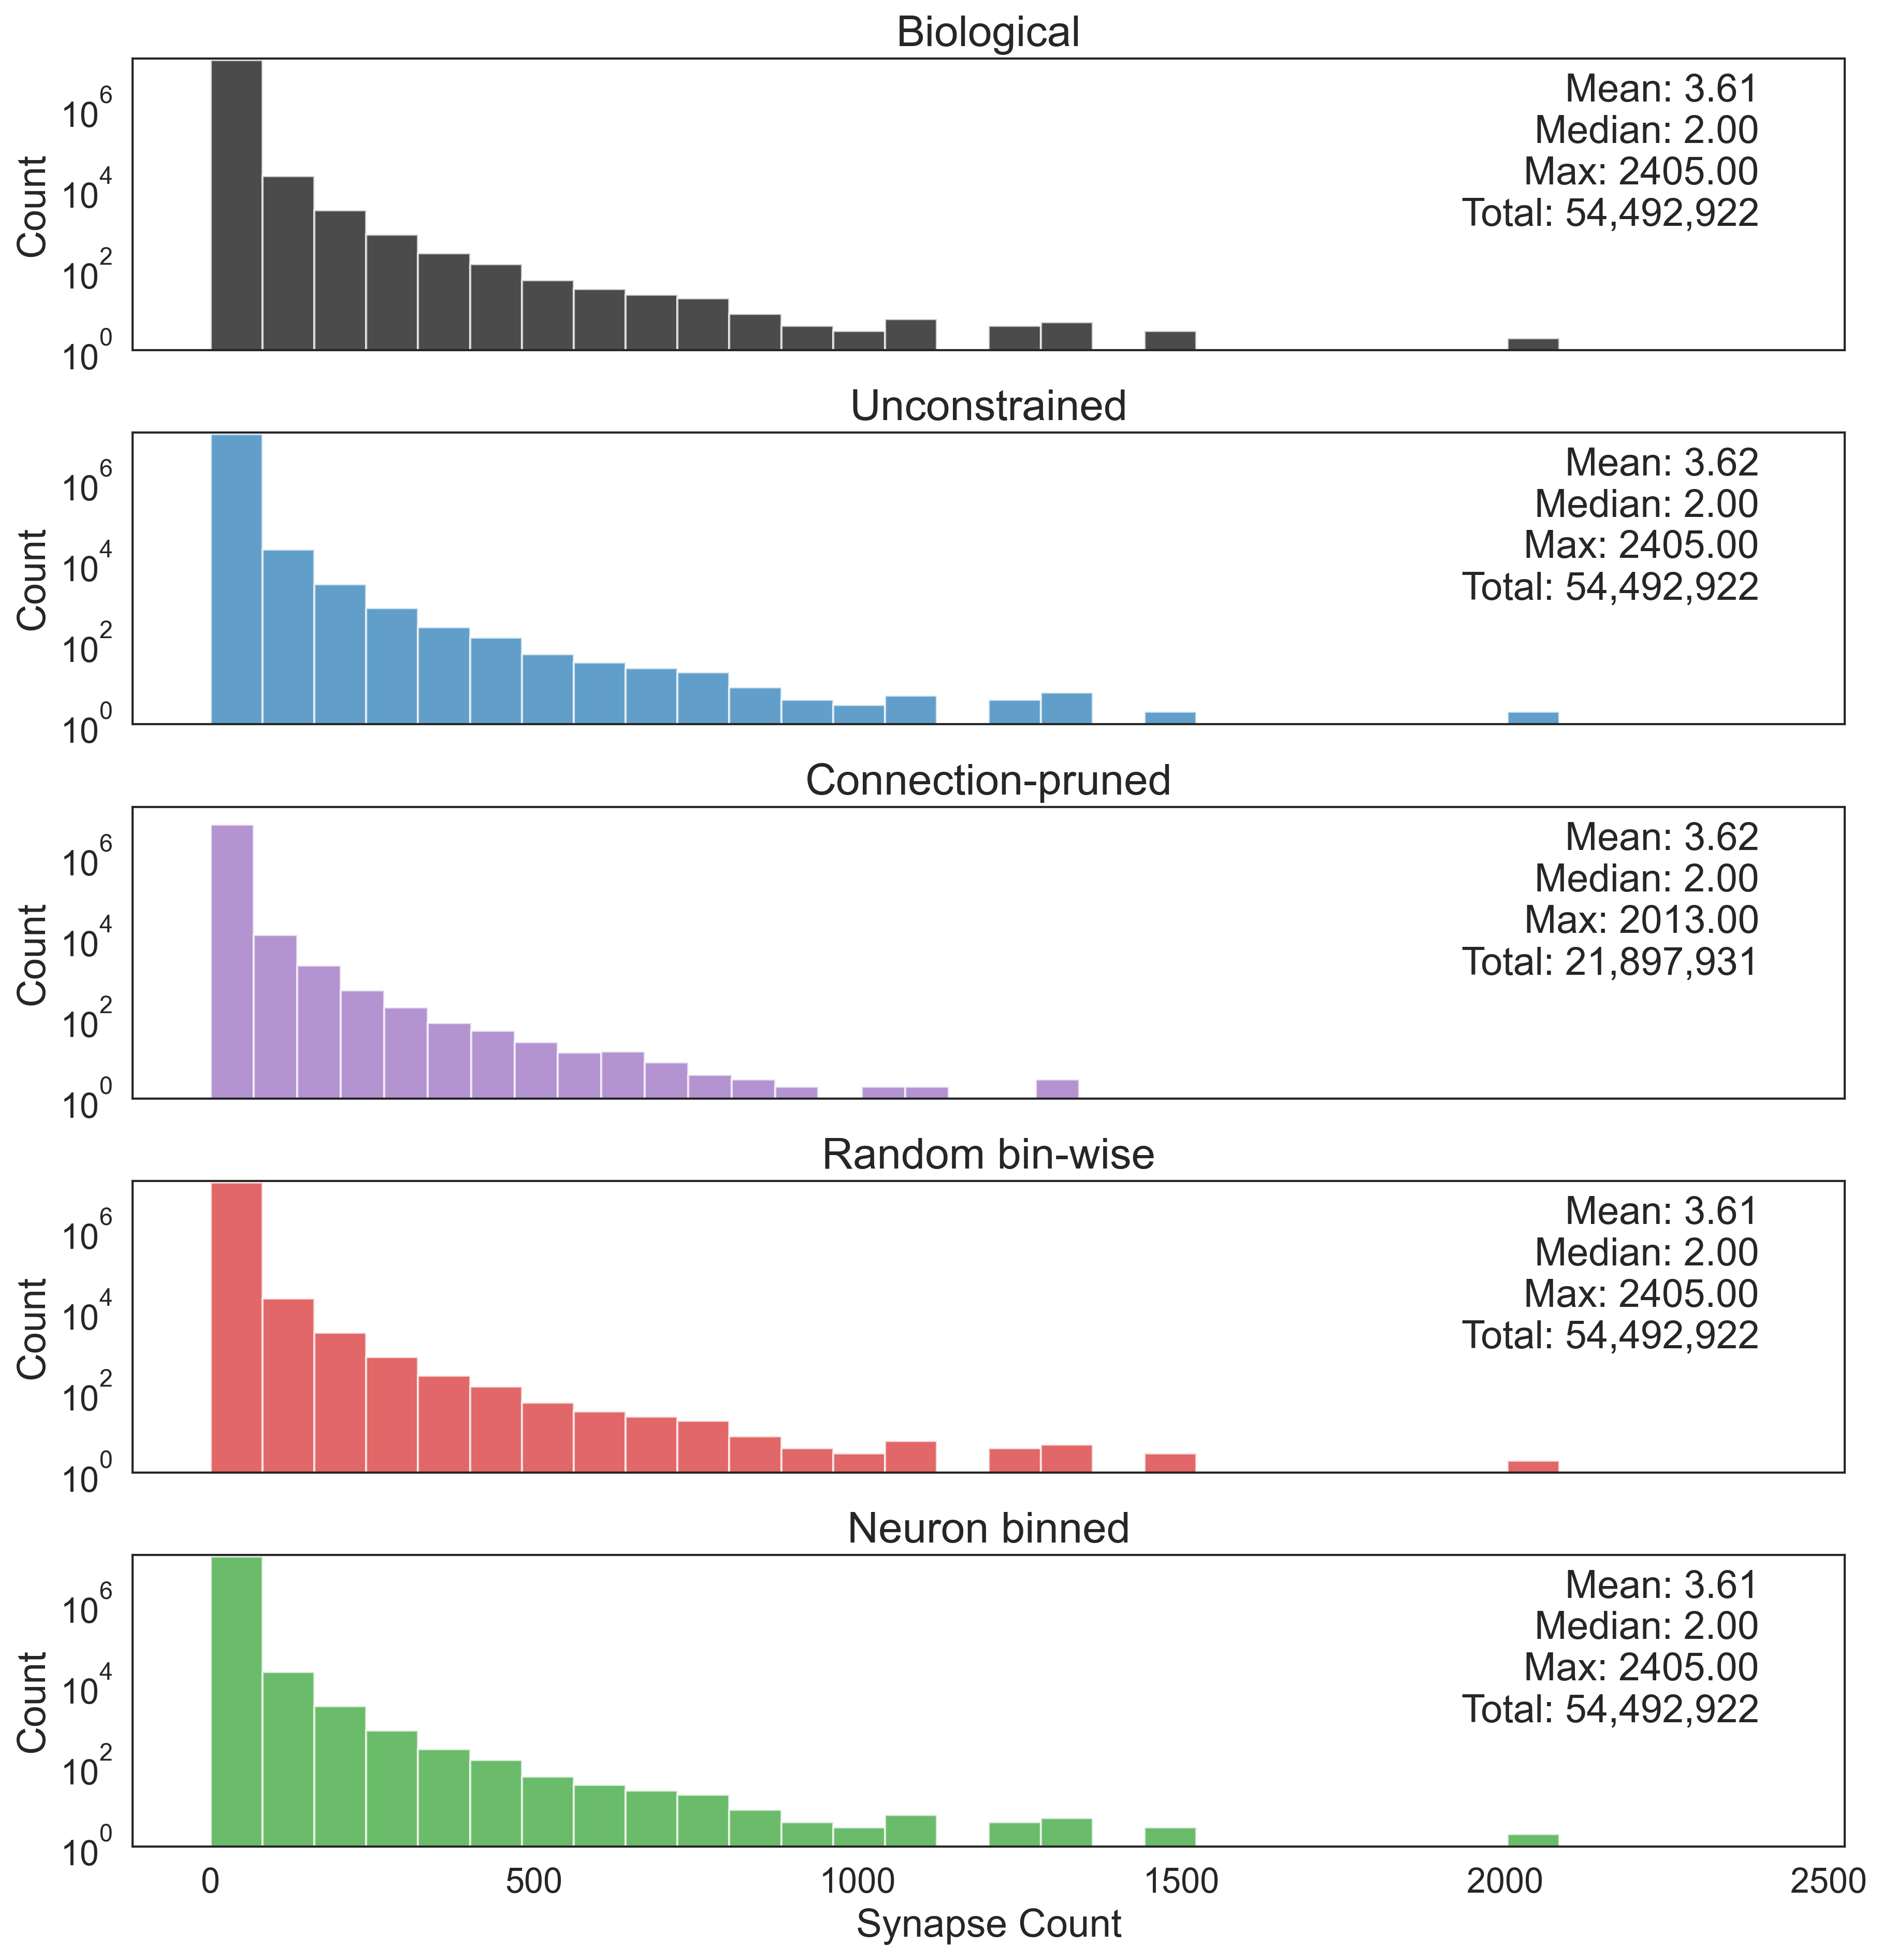 Biological
Count
10^6
10^4
10^2
10^0
Mean: 3.61
Median: 2.00
Max: 2405.00
Total: 54,492,922
Unconstrained
Count
10^6
10^4
10^2
10^0
Mean: 3.62
Median: 2.00
Max: 2405.00
Total: 54,492,922
Connection-pruned
Count
10^6
10^4
10^2
10^0
Mean: 3.62
Median: 2.00
Max: 2013.00
Total: 21,897,931
Random bin-wise
Count
10^6
10^4
10^2
10^0
Mean: 3.61
Median: 2.00
Max: 2405.00
Total: 54,492,922
Neuron binned
Count
10^6
10^4
10^2
10^0
Mean: 3.61
Median: 2.00
Max: 2405.00
Total: 54,492,922
0 500 1000 1500 2000 2500
Synapse Count